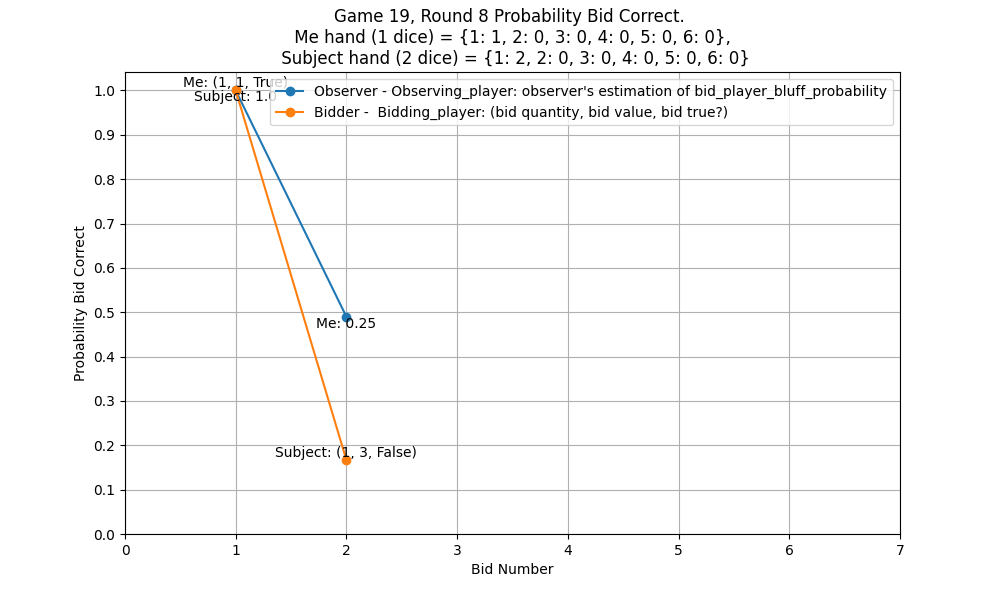 Game 19, Round 8 Probability Bid Correct.
Me hand (1 dice) = {1: 1, 2: 0, 3: 0, 4: 0, 5: 0, 6: 0},
Subject hand (2 dice) = {1: 2, 2: 0, 3: 0, 4: 0, 5: 0, 6: 0}
Me: (1, 1, True)
Subject: 1.0
Observer - Observing_player: observer's estimation of bid_player_bluff_probability
Bidder -  Bidding_player: (bid quantity, bid value, bid true?)
Me: 0.25
Subject: (1, 3, False)
Probability Bid Correct
1.0
0.9
0.8
0.7
0.6
0.5
0.4
0.3
0.2
0.1
0.0
0 1 2 3 4 5 6 7
Bid Number